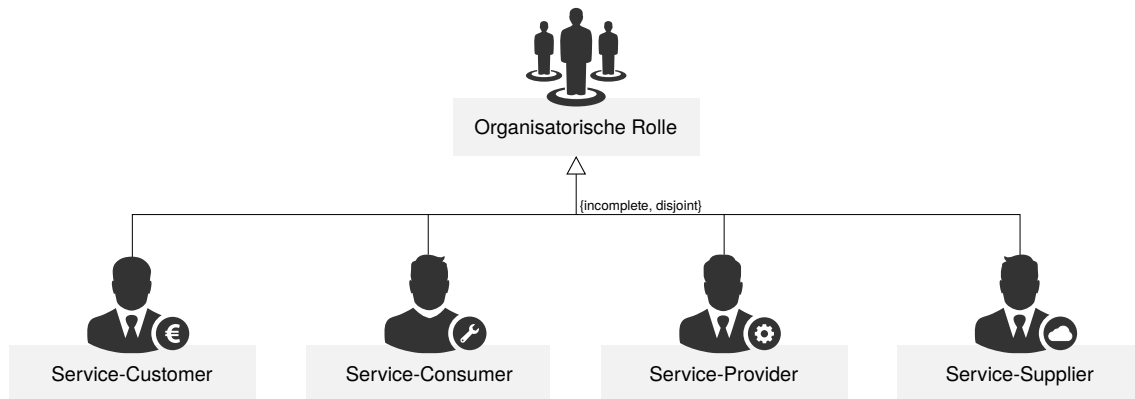 Organisatorische Rolle
{incomplete, disjoint}
€
Service-Customer
Service-Consumer
Service-Provider
Service-Supplier